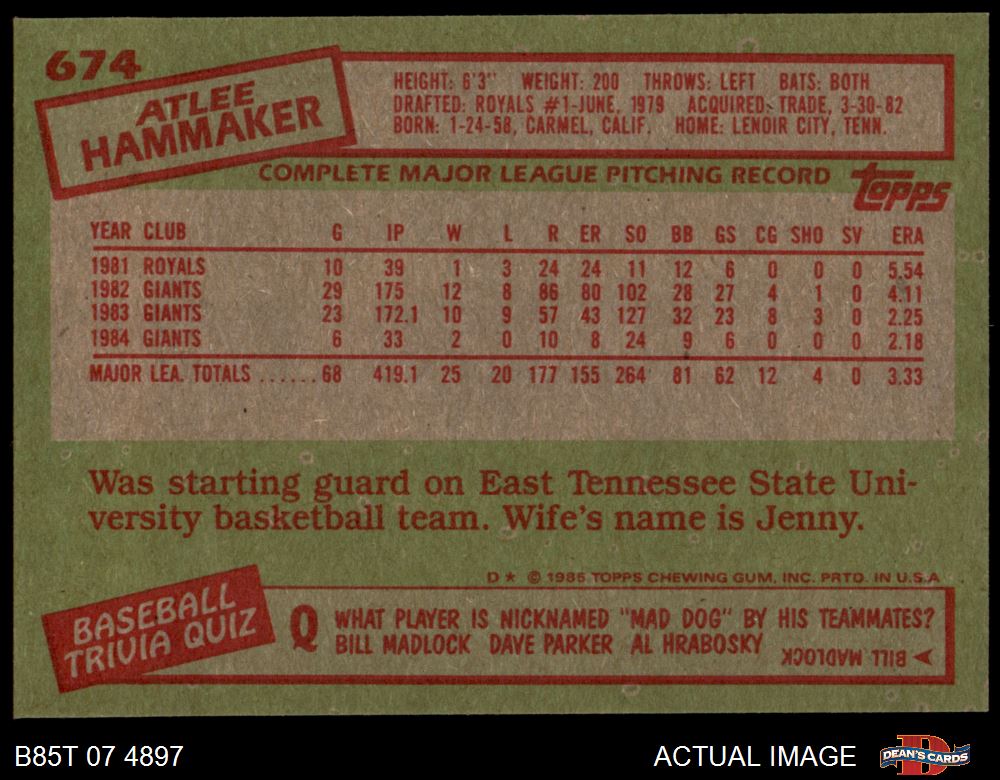 674
ATLEE
HAMMAKER
HEIGHT: 6'3" WEIGHT: 200 THROWS: LEFT BATS: BOTH
DRAFTED: ROYALS #1-JUNE, 1979 ACQUIRED: TRADE, 3-30-82
BORN: 1-24-58, CARMEL, CALIF. HOME: LENOIR CITY, TENN.
COMPLETE MAJOR LEAGUE PITCHING RECORD
topps
YEAR CLUB G IP W L R ER SO BB GS CG SHO SV ERA
1981 ROYALS 10 39 1 3 24 24 11 12 6 0 0 0 5.54
1982 GIANTS 29 175 12 8 86 80 102 28 27 4 1 0 4.11
1983 GIANTS 23 172.1 10 9 57 43 127 32 23 8 3 0 2.25
1984 GIANTS 6 33 2 0 10 8 24 9 6 0 0 0 2.18
MAJOR LEA. TOTALS ......68 419.1 25 20 177 155 264 81 62 12 4 0 3.33
Was starting guard on East Tennessee State Uni-
versity basketball team. Wife's name is Jenny.
D★ © 1985 TOPPS CHEWING GUM, INC. PRTD. IN U.S.A
BASEBALL
TRIVIA QUIZ
Q WHAT PLAYER IS NICKNAMED "MAD DOG" BY HIS TEAMMATES?
BILL MADLOCK DAVE PARKER AL HRABOSKY
BILL MADLOCK
B85T 07 4897
ACTUAL IMAGE
DEAN'S CARDS